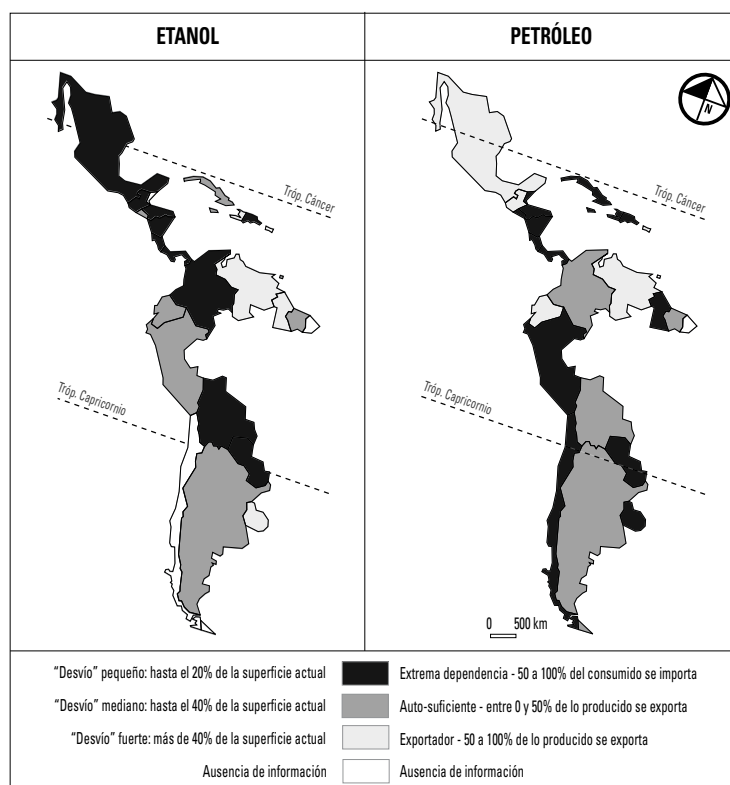 ETANOL
PETRÓLEO
N
Tróp. Cáncer
Tróp. Cáncer
Tróp. Capricornio
Tróp. Capricornio
0 500 km
"Desvío" pequeño: hasta el 20% de la superficie actual
Extrema dependencia - 50 a 100% del consumido se importa
"Desvío" mediano: hasta el 40% de la superficie actual
Auto-suficiente - entre 0 y 50% de lo producido se exporta
"Desvío" fuerte: más de 40% de la superficie actual
Exportador - 50 a 100% de lo producido se exporta
Ausencia de información
Ausencia de información